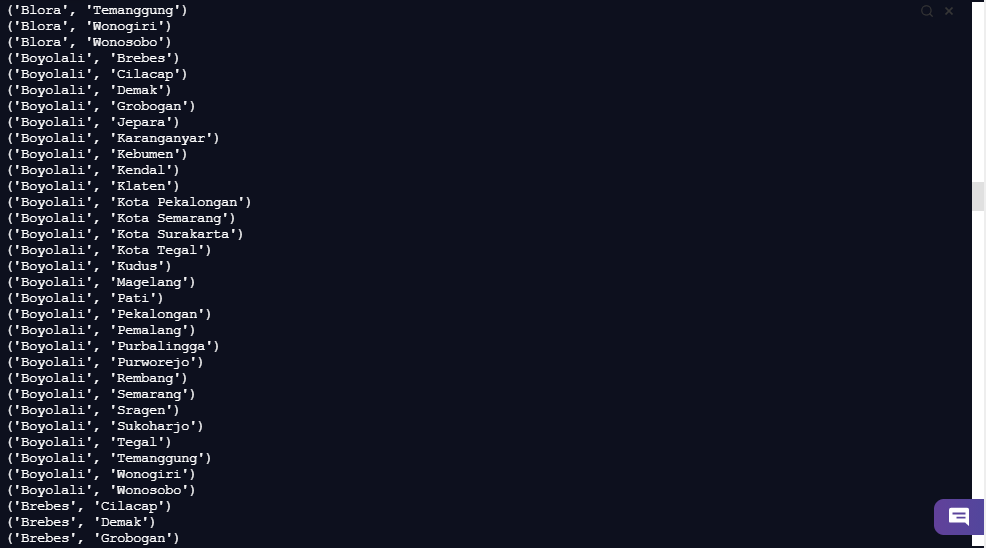 ('Blora', 'Temanggung')
('Blora', 'Wonogiri')
('Blora', 'Wonosobo')
('Boyolali', 'Brebes')
('Boyolali', 'Cilacap')
('Boyolali', 'Demak')
('Boyolali', 'Grobogan')
('Boyolali', 'Jepara')
('Boyolali', 'Karanganyar')
('Boyolali', 'Kebumen')
('Boyolali', 'Kendal')
('Boyolali', 'Klaten')
('Boyolali', 'Kota Pekalongan')
('Boyolali', 'Kota Semarang')
('Boyolali', 'Kota Surakarta')
('Boyolali', 'Kota Tegal')
('Boyolali', 'Kudus')
('Boyolali', 'Magelang')
('Boyolali', 'Pati')
('Boyolali', 'Pekalongan')
('Boyolali', 'Pemalang')
('Boyolali', 'Purbalingga')
('Boyolali', 'Purworejo')
('Boyolali', 'Rembang')
('Boyolali', 'Semarang')
('Boyolali', 'Sragen')
('Boyolali', 'Sukoharjo')
('Boyolali', 'Tegal')
('Boyolali', 'Temanggung')
('Boyolali', 'Wonogiri')
('Boyolali', 'Wonosobo')
('Brebes', 'Cilacap')
('Brebes', 'Demak')
('Brebes', 'Grobogan')